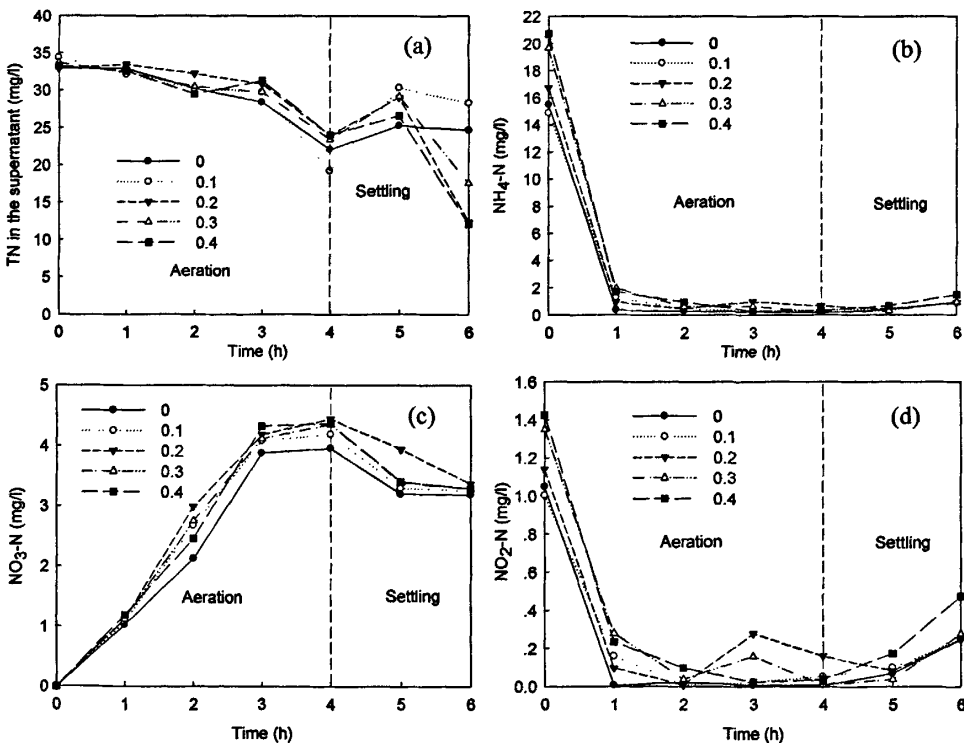 (a)
TN in the supernatant (mg/l)
40
35
30
25
20
15
10
5
0
0
0.1
0.2
0.3
0.4
Settling
Aeration
0 1 2 3 4 5 6
Time (h)
(b)
NH4-N (mg/l)
22
20
18
16
14
12
10
8
6
4
2
0
0
0.1
0.2
0.3
0.4
Aeration
Settling
0 1 2 3 4 5 6
Time (h)
(c)
NO3-N (mg/l)
5
4
3
2
1
0
0
0.1
0.2
0.3
0.4
Aeration
Settling
0 1 2 3 4 5 6
Time (h)
(d)
NO2-N (mg/l)
1.6
1.4
1.2
1.0
.8
.6
.4
.2
0.0
0
0.1
0.2
0.3
0.4
Aeration
Settling
0 1 2 3 4 5 6
Time (h)